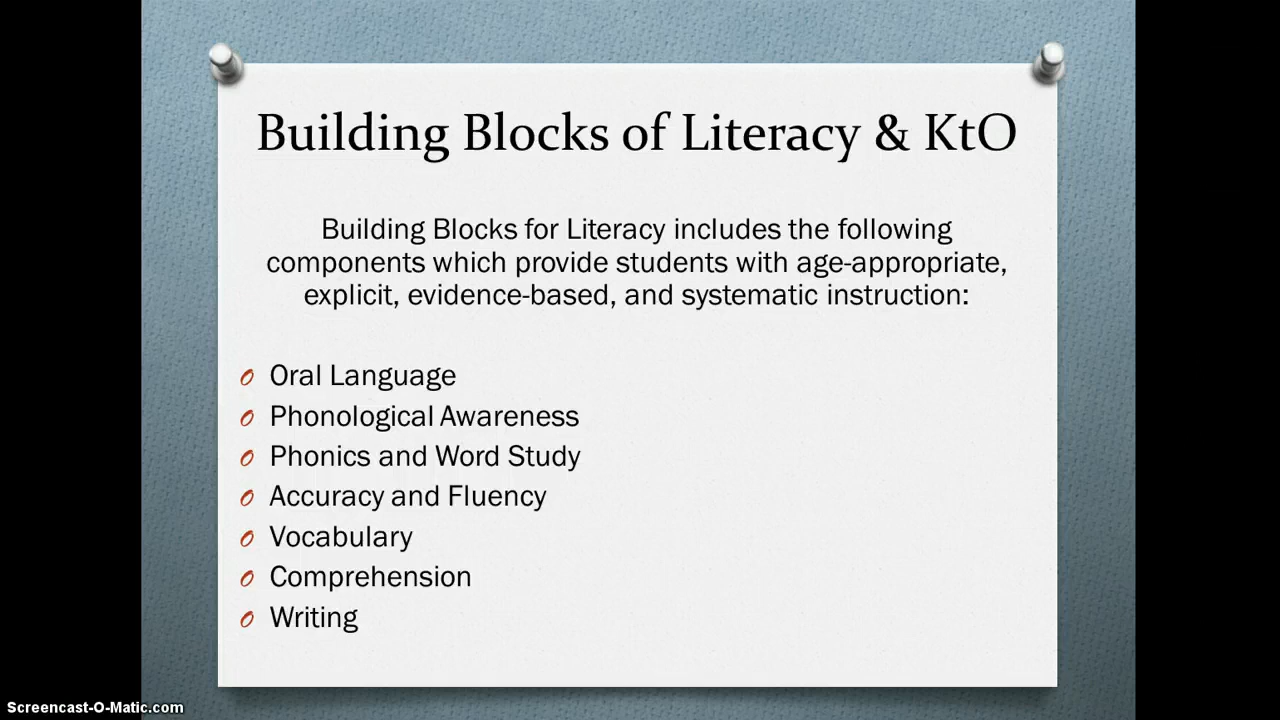 Building Blocks of Literacy & KtO
Building Blocks for Literacy includes the following
components which provide students with age-appropriate,
explicit, evidence-based, and systematic instruction:
Oral Language
Phonological Awareness
Phonics and Word Study
Accuracy and Fluency
Vocabulary
Comprehension
Writing
Screencast-O-Matic.com